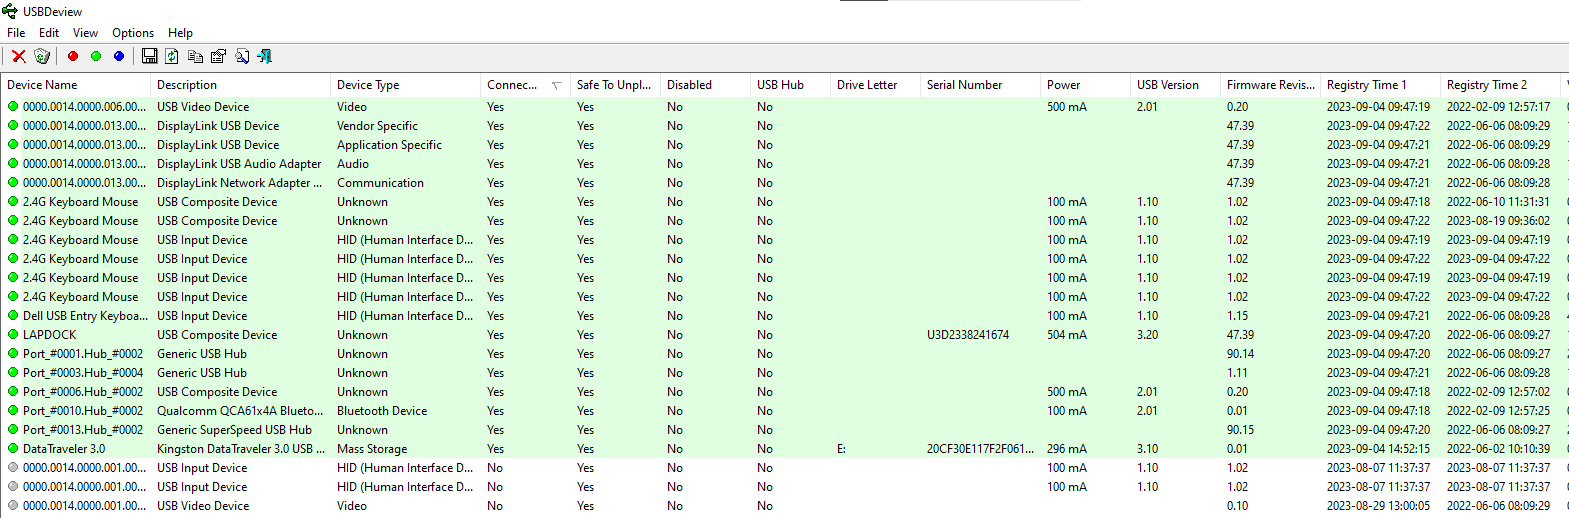 USBDeview
File Edit View Options Help
Device Name Description Device Type Connec... Safe To Unpl... Disabled USB Hub Drive Letter Serial Number Power USB Version Firmware Revis... Registry Time 1 Registry Time 2
0000.0014.0000.006.00... USB Video Device Video Yes Yes No No 500 mA 2.01 0.20 2023-09-04 09:47:19 2022-02-09 12:57:17
0000.0014.0000.013.00... DisplayLink USB Device Vendor Specific Yes Yes No No 47.39 2023-09-04 09:47:22 2022-06-06 08:09:29
0000.0014.0000.013.00... DisplayLink USB Device Application Specific Yes Yes No No 47.39 2023-09-04 09:47:21 2022-06-06 08:09:29
0000.0014.0000.013.00... DisplayLink USB Audio Adapter Audio Yes Yes No No 47.39 2023-09-04 09:47:21 2022-06-06 08:09:28
0000.0014.0000.013.00... DisplayLink Network Adapter ... Communication Yes Yes No No 47.39 2023-09-04 09:47:21 2022-06-06 08:09:28
2.4G Keyboard Mouse USB Composite Device Unknown Yes Yes No No 100 mA 1.10 1.02 2023-09-04 09:47:18 2022-06-10 11:31:31
2.4G Keyboard Mouse USB Composite Device Unknown Yes Yes No No 100 mA 1.10 1.02 2023-09-04 09:47:22 2023-08-19 09:36:02
2.4G Keyboard Mouse USB Input Device HID (Human Interface D... Yes Yes No No 100 mA 1.10 1.02 2023-09-04 09:47:19 2023-09-04 09:47:19
2.4G Keyboard Mouse USB Input Device HID (Human Interface D... Yes Yes No No 100 mA 1.10 1.02 2023-09-04 09:47:22 2023-09-04 09:47:22
2.4G Keyboard Mouse USB Input Device HID (Human Interface D... Yes Yes No No 100 mA 1.10 1.02 2023-09-04 09:47:19 2023-09-04 09:47:19
2.4G Keyboard Mouse USB Input Device HID (Human Interface D... Yes Yes No No 100 mA 1.10 1.02 2023-09-04 09:47:22 2023-09-04 09:47:22
Dell USB Entry Keyboa... USB Input Device HID (Human Interface D... Yes Yes No No 100 mA 1.10 1.15 2023-09-04 09:47:21 2022-06-06 08:09:28
LAPDOCK USB Composite Device Unknown Yes Yes No No U3D2338241674 504 mA 3.20 47.39 2023-09-04 09:47:20 2022-06-06 08:09:27
Port_#0001.Hub_#0002 Generic USB Hub Unknown Yes Yes No No 90.14 2023-09-04 09:47:20 2022-06-06 08:09:27
Port_#0003.Hub_#0004 Generic USB Hub Unknown Yes Yes No No 1.11 2023-09-04 09:47:21 2022-06-06 08:09:28
Port_#0006.Hub_#0002 USB Composite Device Unknown Yes Yes No No 500 mA 2.01 0.20 2023-09-04 09:47:18 2022-02-09 12:57:02
Port_#0010.Hub_#0002 Qualcomm QCA61x4A Blueto... Bluetooth Device Yes Yes No No 100 mA 2.01 0.01 2023-09-04 09:47:18 2022-02-09 12:57:25
Port_#0013.Hub_#0002 Generic SuperSpeed USB Hub Unknown Yes Yes No No 90.15 2023-09-04 09:47:20 2022-06-06 08:09:27
DataTraveler 3.0 Kingston DataTraveler 3.0 USB ... Mass Storage Yes Yes No No E: 20CF30E117F2F061... 296 mA 3.10 0.01 2023-09-04 14:52:15 2022-06-02 10:10:39
0000.0014.0000.001.00... USB Input Device HID (Human Interface D... No Yes No No 100 mA 1.10 1.02 2023-08-07 11:37:37 2023-08-07 11:37:37
0000.0014.0000.001.00... USB Input Device HID (Human Interface D... No Yes No No 100 mA 1.10 1.02 2023-08-07 11:37:37 2023-08-07 11:37:37
0000.0014.0000.001.00... USB Video Device Video No Yes No No 0.10 2023-08-29 13:00:05 2022-06-06 08:09:29